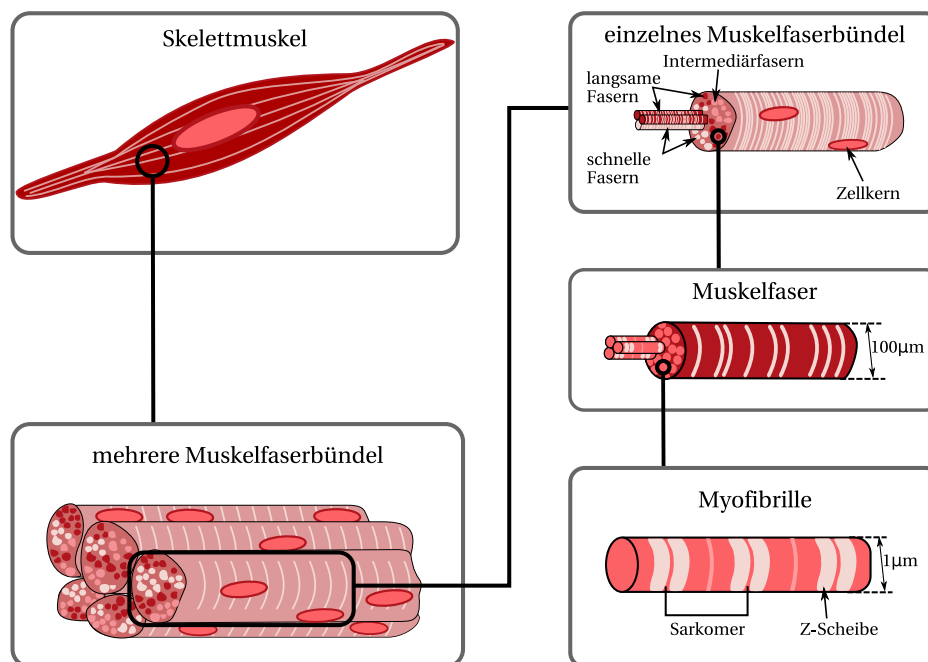 Skelettmuskel
mehrere Muskelfaserbündel
einzelnes Muskelfaserbündel
Intermediärfasern
langsame
Fasern
schnelle
Fasern
Zellkern
Muskelfaser
100µm
Myofibrille
1µm
Sarkomer
Z-Scheibe